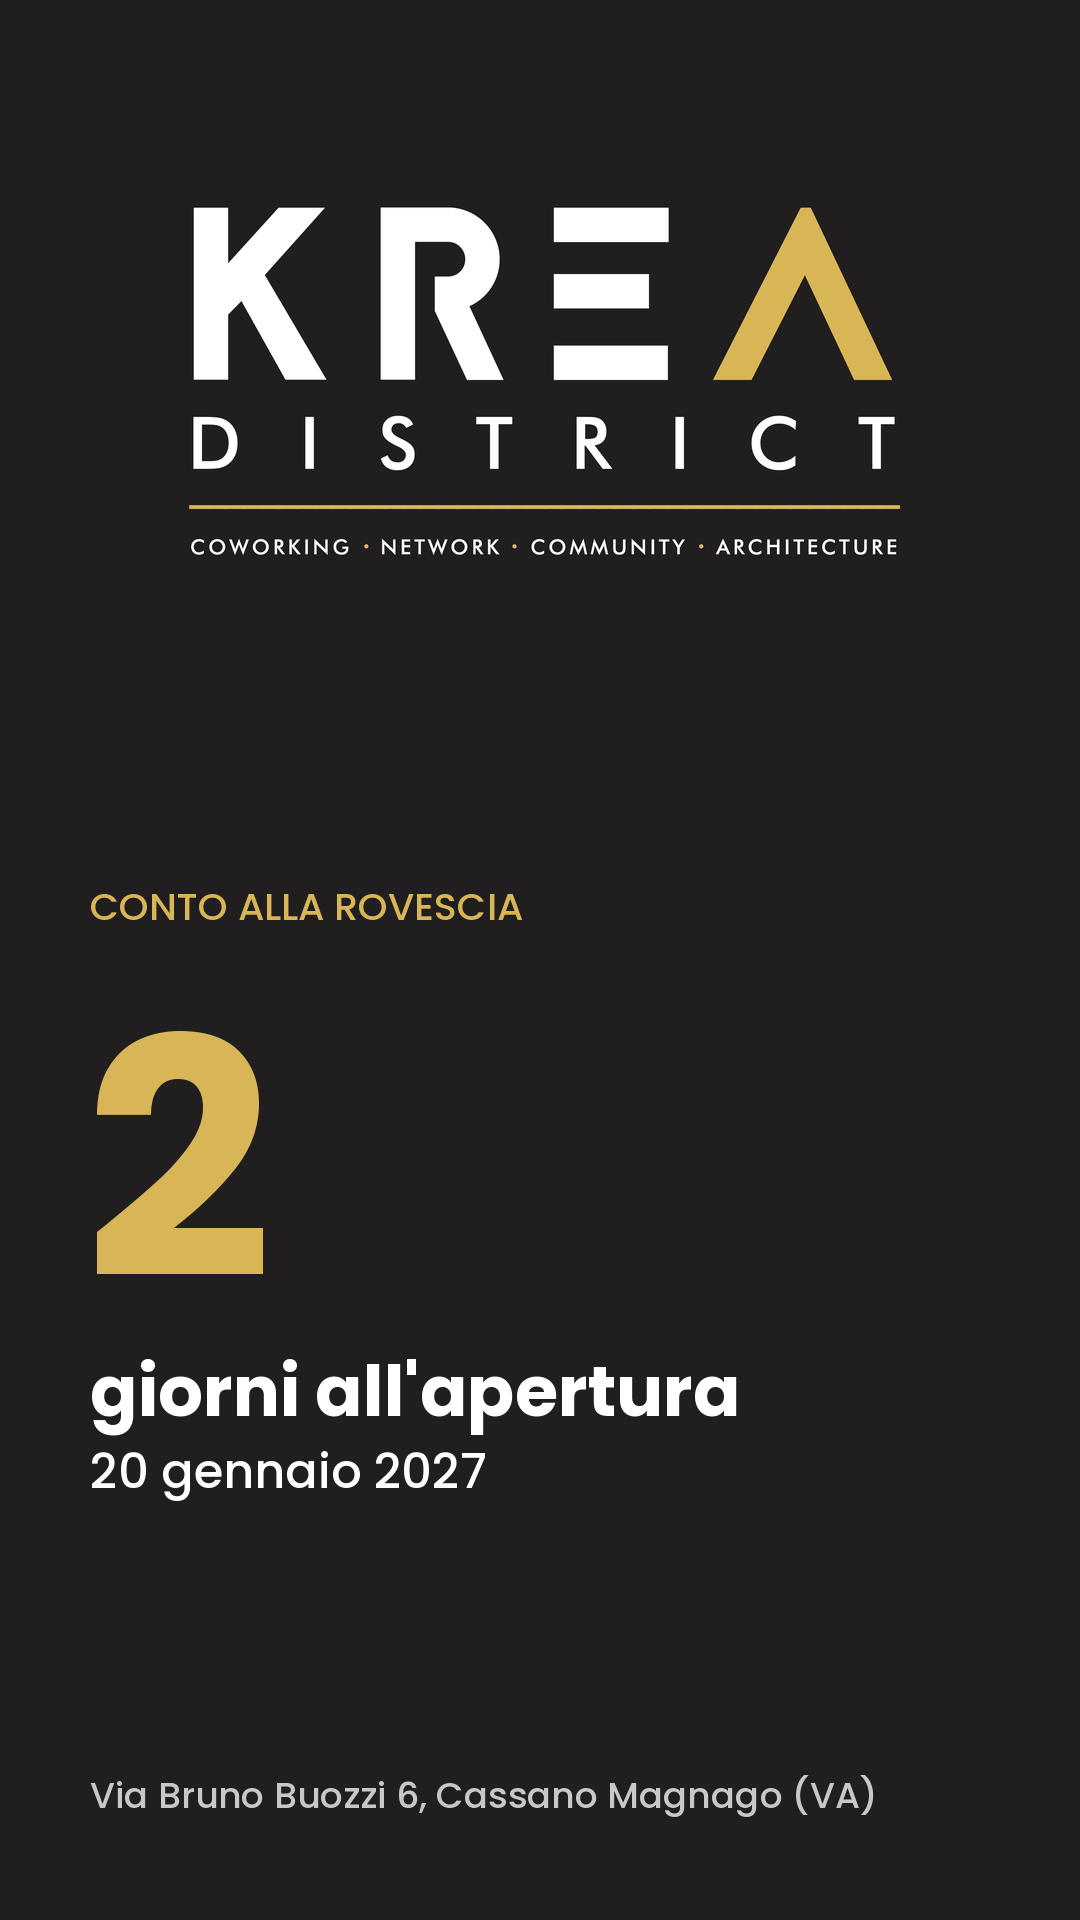 KREA
DISTRICT
COWORKING · NETWORK · COMMUNITY · ARCHITECTURE
CONTO ALLA ROVESCIA
2
giorni all'apertura
20 gennaio 2027
Via Bruno Buozzi 6, Cassano Magnago (VA)